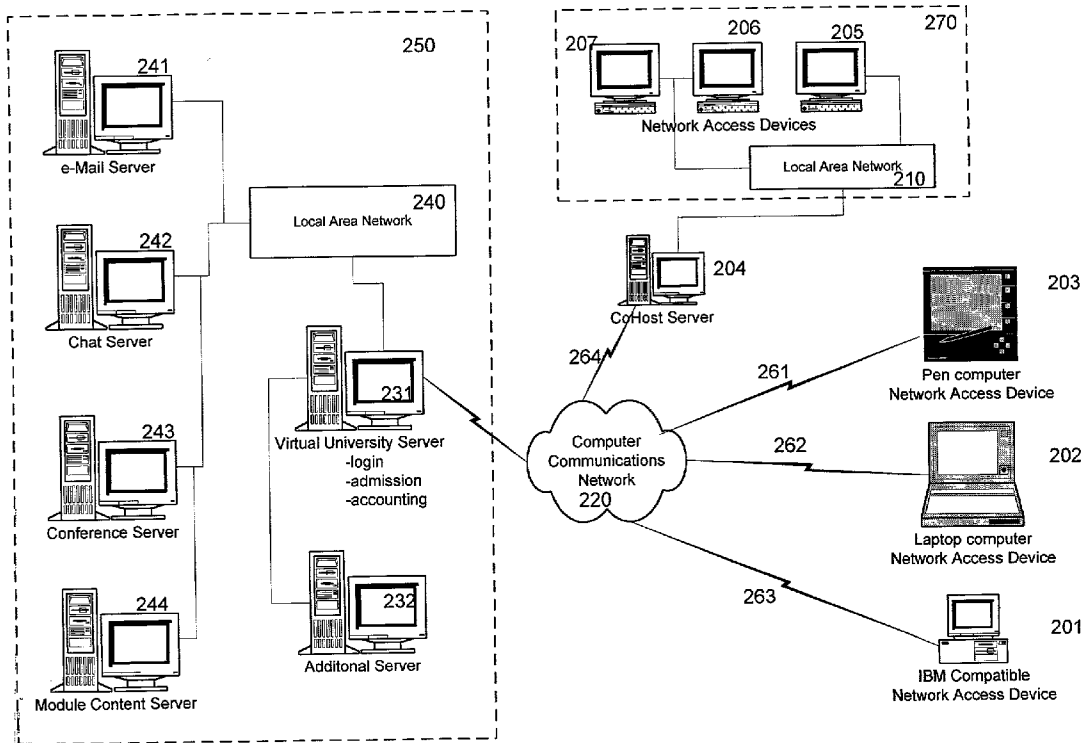 250
241
e-Mail Server
240
Local Area Network
242
Chat Server
231
Virtual University Server
-login
-admission
-accounting
243
Conference Server
232
Additonal Server
244
Module Content Server
270
207
206
205
Network Access Devices
Local Area Network
210
204
CoHost Server
264
261
203
Pen computer
Network Access Device
Computer
Communications
Network
220
262
202
Laptop computer
Network Access Device
263
201
IBM Compatible
Network Access Device